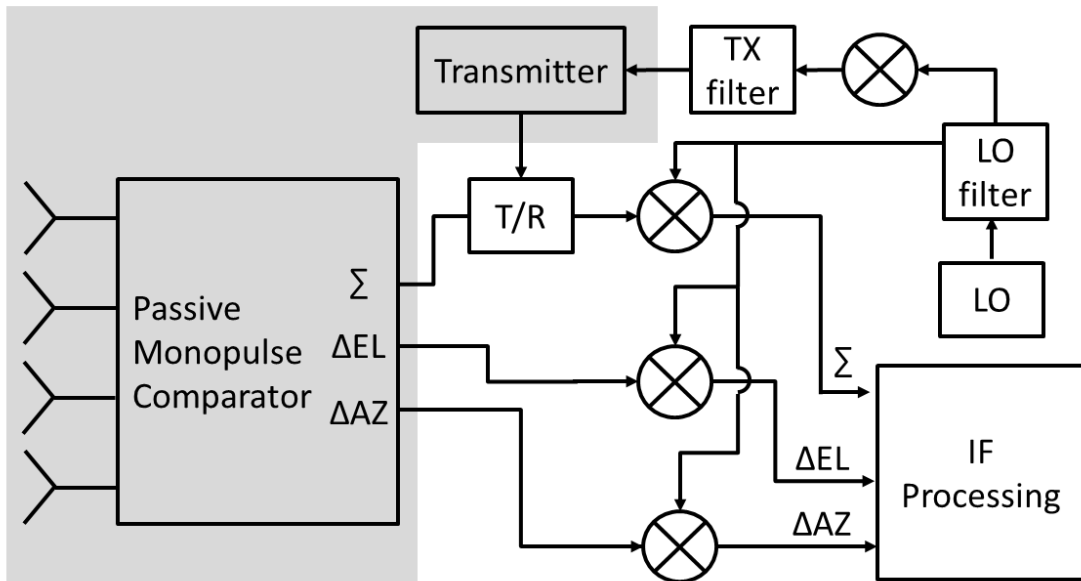 Transmitter
TX
filter
LO
filter
T/R
LO
Passive
Monopulse
Comparator
∑
ΔEL
ΔAZ
∑
ΔEL
ΔAZ
IF
Processing